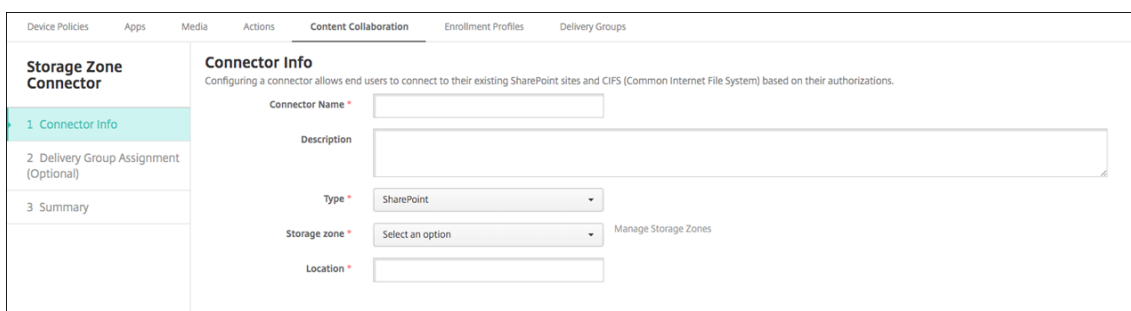 Device Policies Apps Media Actions Content Collaboration Enrollment Profiles Delivery Groups
Storage Zone
Connector
1 Connector Info
2 Delivery Group Assignment
(Optional)
3 Summary
Connector Info
Configuring a connector allows end users to connect to their existing SharePoint sites and CIFS (Common Internet File System) based on their authorizations.
Connector Name *
Description
Type * SharePoint
Storage zone * Select an option Manage Storage Zones
Location *